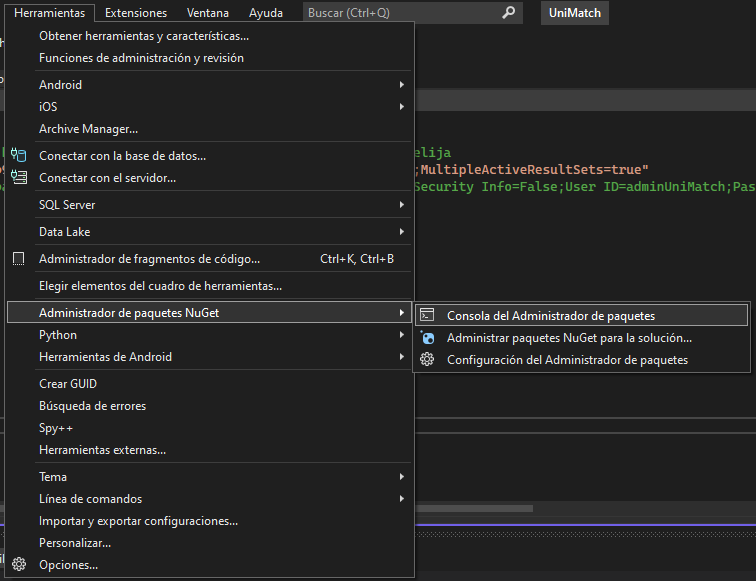 Herramientas Extensiones Ventana Ayuda Buscar (Ctrl+Q) UniMatch
Obtener herramientas y características...
Funciones de administración y revisión
Android
iOS
Archive Manager...
Conectar con la base de datos...
elija
;MultipleActiveResultSets=true"
Conectar con el servidor...
Security Info=False;User ID=adminUniMatch;Pas
SQL Server
Data Lake
Administrador de fragmentos de código... Ctrl+K, Ctrl+B
Elegir elementos del cuadro de herramientas...
Administrador de paquetes NuGet
Consola del Administrador de paquetes
Administrar paquetes NuGet para la solución...
Configuración del Administrador de paquetes
Python
Herramientas de Android
Crear GUID
Búsqueda de errores
Spy++
Herramientas externas...
Tema
Línea de comandos
Importar y exportar configuraciones...
Personalizar...
Opciones...